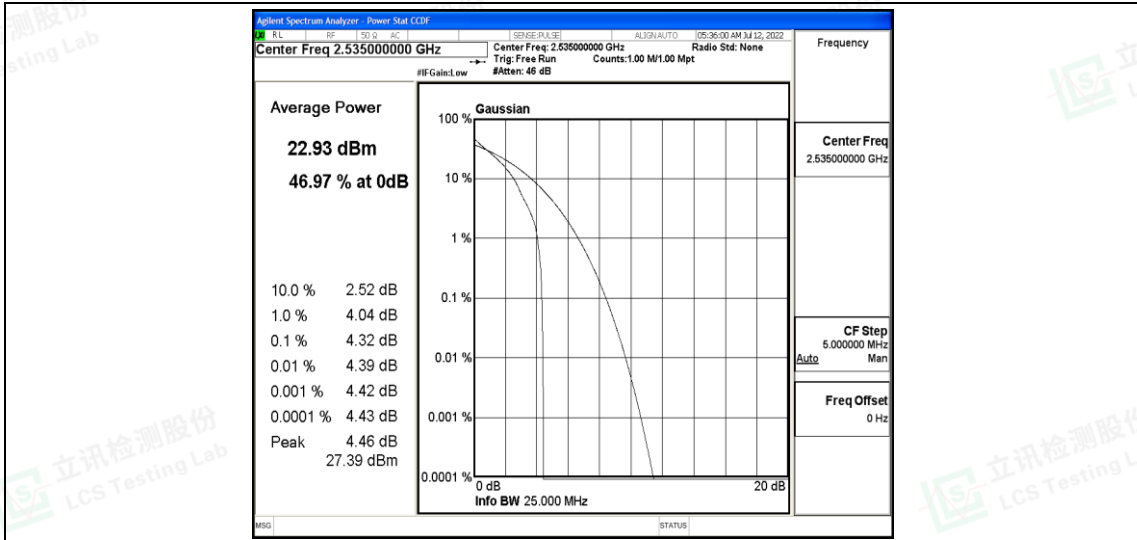 Agilent Spectrum Analyzer - Power Stat CCDF
RL RF 50 Ω AC SENSE:PULSE ALIGNAUTO 05:36:00 AM Jul 12, 2022
Center Freq 2.535000000 GHz
Center Freq: 2.535000000 GHz Radio Std: None
Trig: Free Run Counts:1.00 M/1.00 Mpt
#IFGain:Low #Atten: 46 dB
Frequency
Average Power
22.93 dBm
46.97 % at 0dB
10.0 % 2.52 dB
1.0 % 4.04 dB
0.1 % 4.32 dB
0.01 % 4.39 dB
0.001 % 4.42 dB
0.0001 % 4.43 dB
Peak 4.46 dB
27.39 dBm
Gaussian
100 %
10 %
1 %
0.1 %
0.01 %
0.001 %
0.0001 %
0 dB 20 dB
Info BW 25.000 MHz
Center Freq
2.535000000 GHz
CF Step
5.000000 MHz
Auto Man
Freq Offset
0 Hz
MSG STATUS
立讯检测股份
LCS Testing Lab
立讯检测股份
LCS Testing L